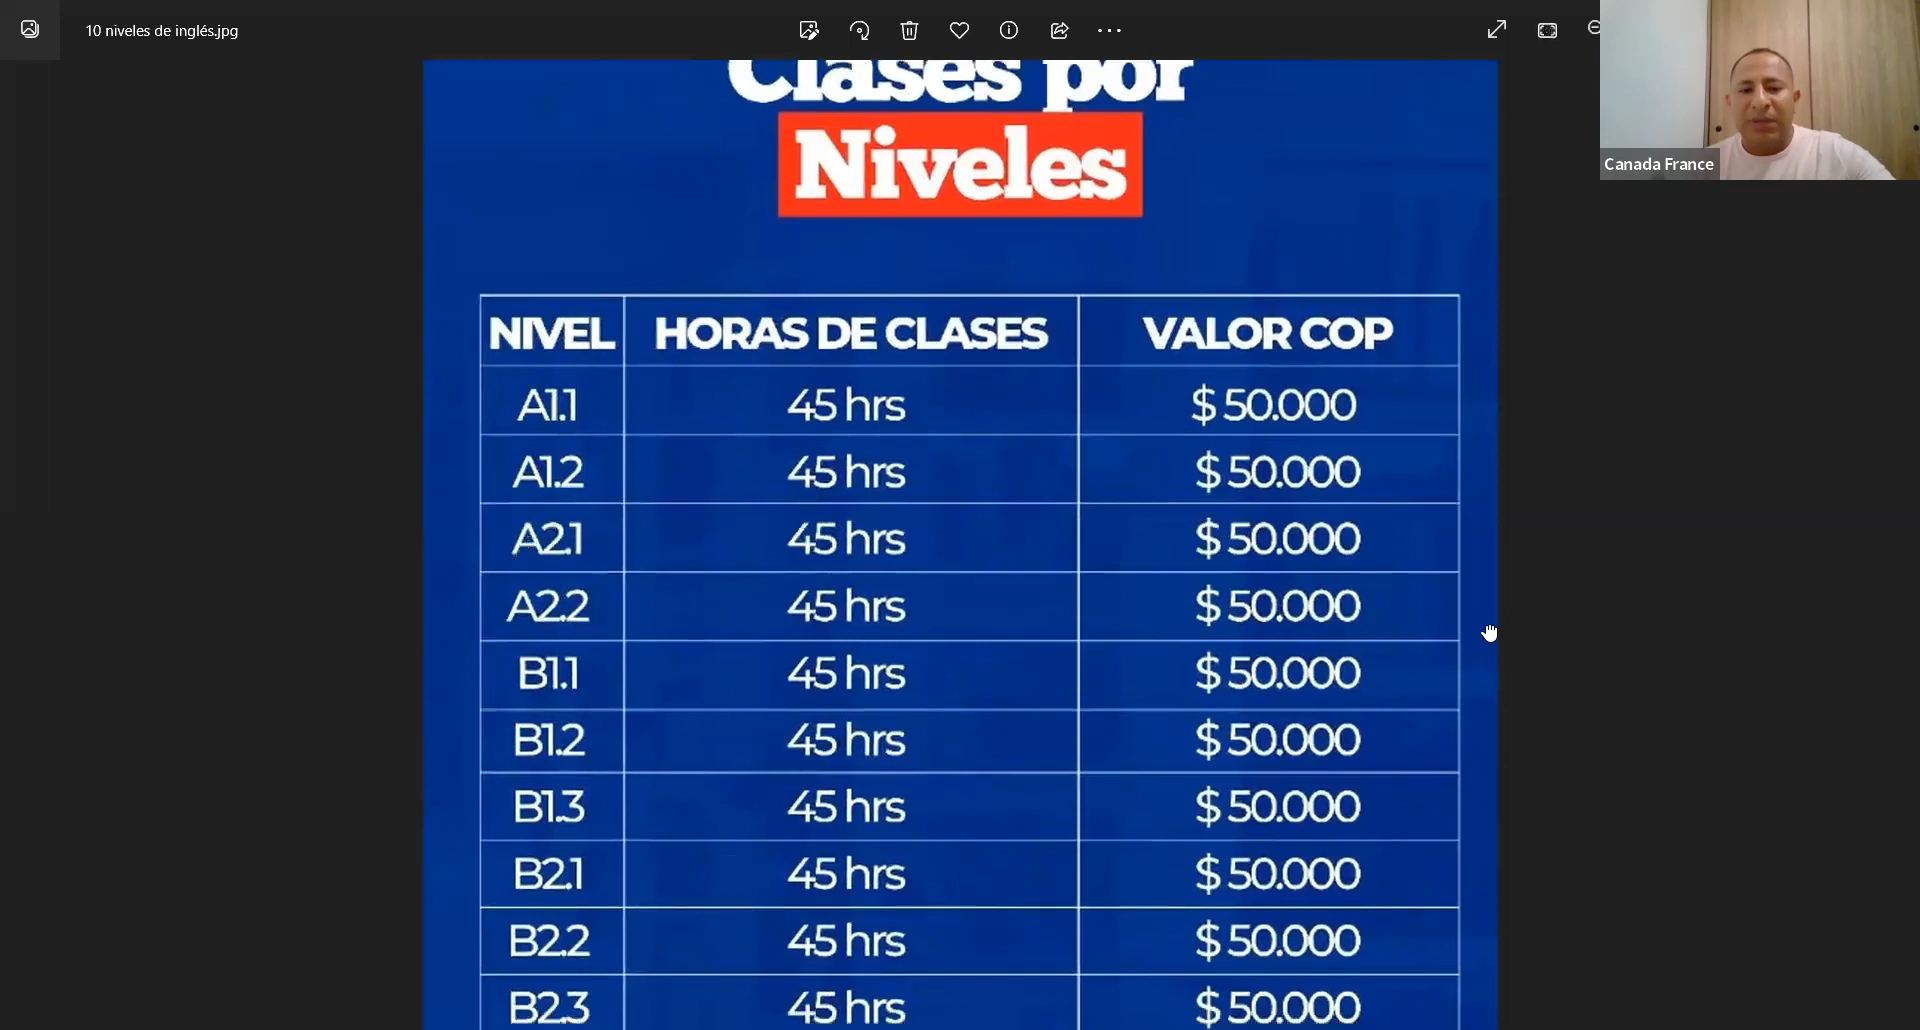 10 niveles de inglés.jpg
Canada France
Clases por
Niveles
NIVEL HORAS DE CLASES VALOR COP
A1.1 45 hrs $ 50.000
A1.2 45 hrs $ 50.000
A2.1 45 hrs $ 50.000
A2.2 45 hrs $ 50.000
B1.1 45 hrs $ 50.000
B1.2 45 hrs $ 50.000
B1.3 45 hrs $ 50.000
B2.1 45 hrs $ 50.000
B2.2 45 hrs $ 50.000
B2.3 45 hrs $ 50.000